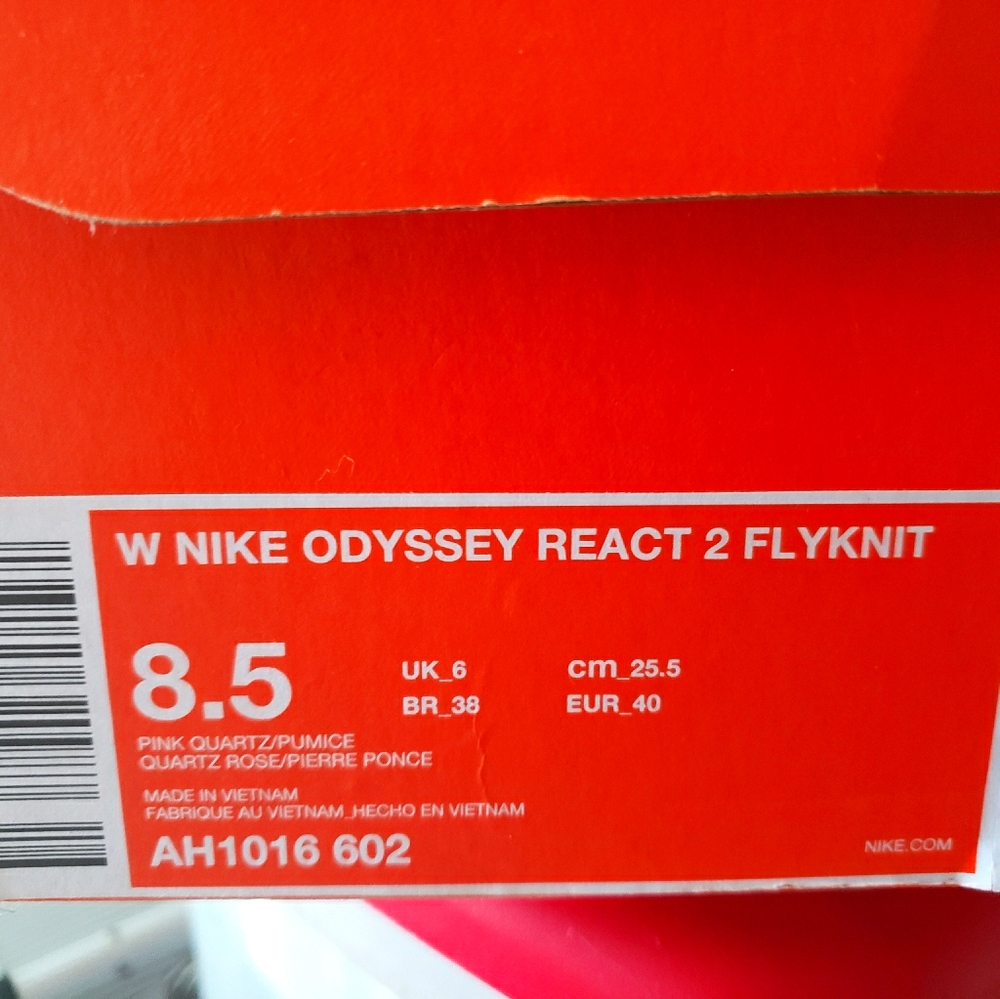 W NIKE ODYSSEY REACT 2 FLYKNIT
8.5
UK_6 cm_25.5
BR_38 EUR_40
PINK QUARTZ/PUMICE
QUARTZ ROSE/PIERRE PONCE
MADE IN VIETNAM
FABRIQUE AU VIETNAM_HECHO EN VIETNAM
AH1016 602
NIKE.COM